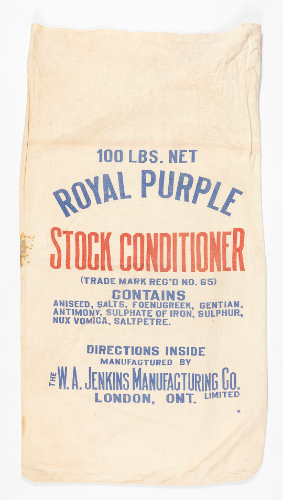 100 LBS. NET
ROYAL PURPLE
STOCK CONDITIONER
(TRADE MARK REG'D NO. 65)
CONTAINS
ANISEED, SALTS, FOENUGREEK, GENTIAN,
ANTIMONY, SULPHATE OF IRON, SULPHUR,
NUX VOMICA, SALTPETRE.
DIRECTIONS INSIDE
MANUFACTURED BY
THE W. A. JENKINS MANUFACTURING CO.
LONDON, ONT. LIMITED